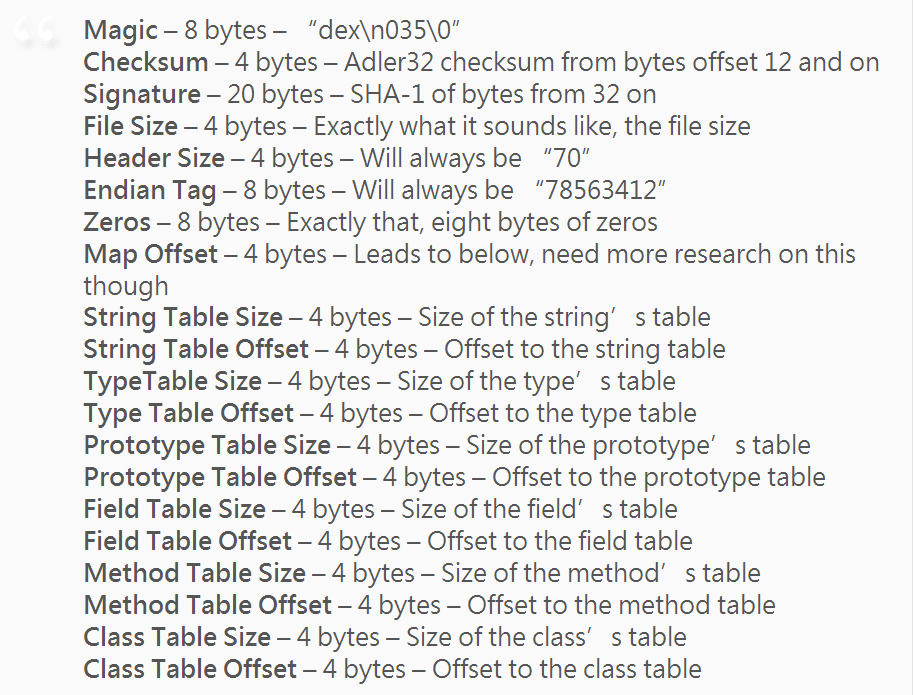 Magic – 8 bytes – “dex\n035\0”
Checksum – 4 bytes – Adler32 checksum from bytes offset 12 and on
Signature – 20 bytes – SHA-1 of bytes from 32 on
File Size – 4 bytes – Exactly what it sounds like, the file size
Header Size – 4 bytes – Will always be “70”
Endian Tag – 8 bytes – Will always be “78563412”
Zeros – 8 bytes – Exactly that, eight bytes of zeros
Map Offset – 4 bytes – Leads to below, need more research on this
though
String Table Size – 4 bytes – Size of the string’s table
String Table Offset – 4 bytes – Offset to the string table
TypeTable Size – 4 bytes – Size of the type’s table
Type Table Offset – 4 bytes – Offset to the type table
Prototype Table Size – 4 bytes – Size of the prototype’s table
Prototype Table Offset – 4 bytes – Offset to the prototype table
Field Table Size – 4 bytes – Size of the field’s table
Field Table Offset – 4 bytes – Offset to the field table
Method Table Size – 4 bytes – Size of the method’s table
Method Table Offset – 4 bytes – Offset to the method table
Class Table Size – 4 bytes – Size of the class’s table
Class Table Offset – 4 bytes – Offset to the class table